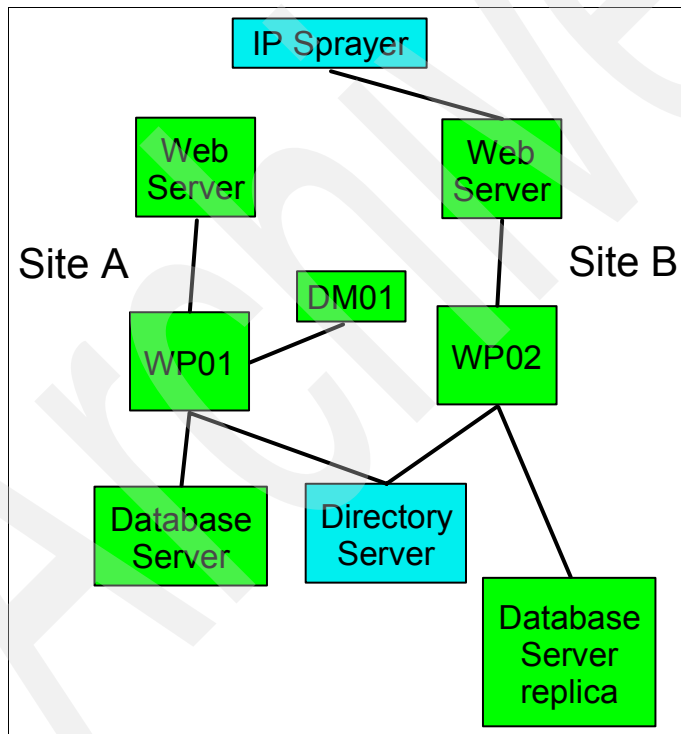 IP Sprayer
Web
Server
Web
Server
Site A
Site B
DM01
WP01
WP02
Database
Server
Directory
Server
Database
Server
replica